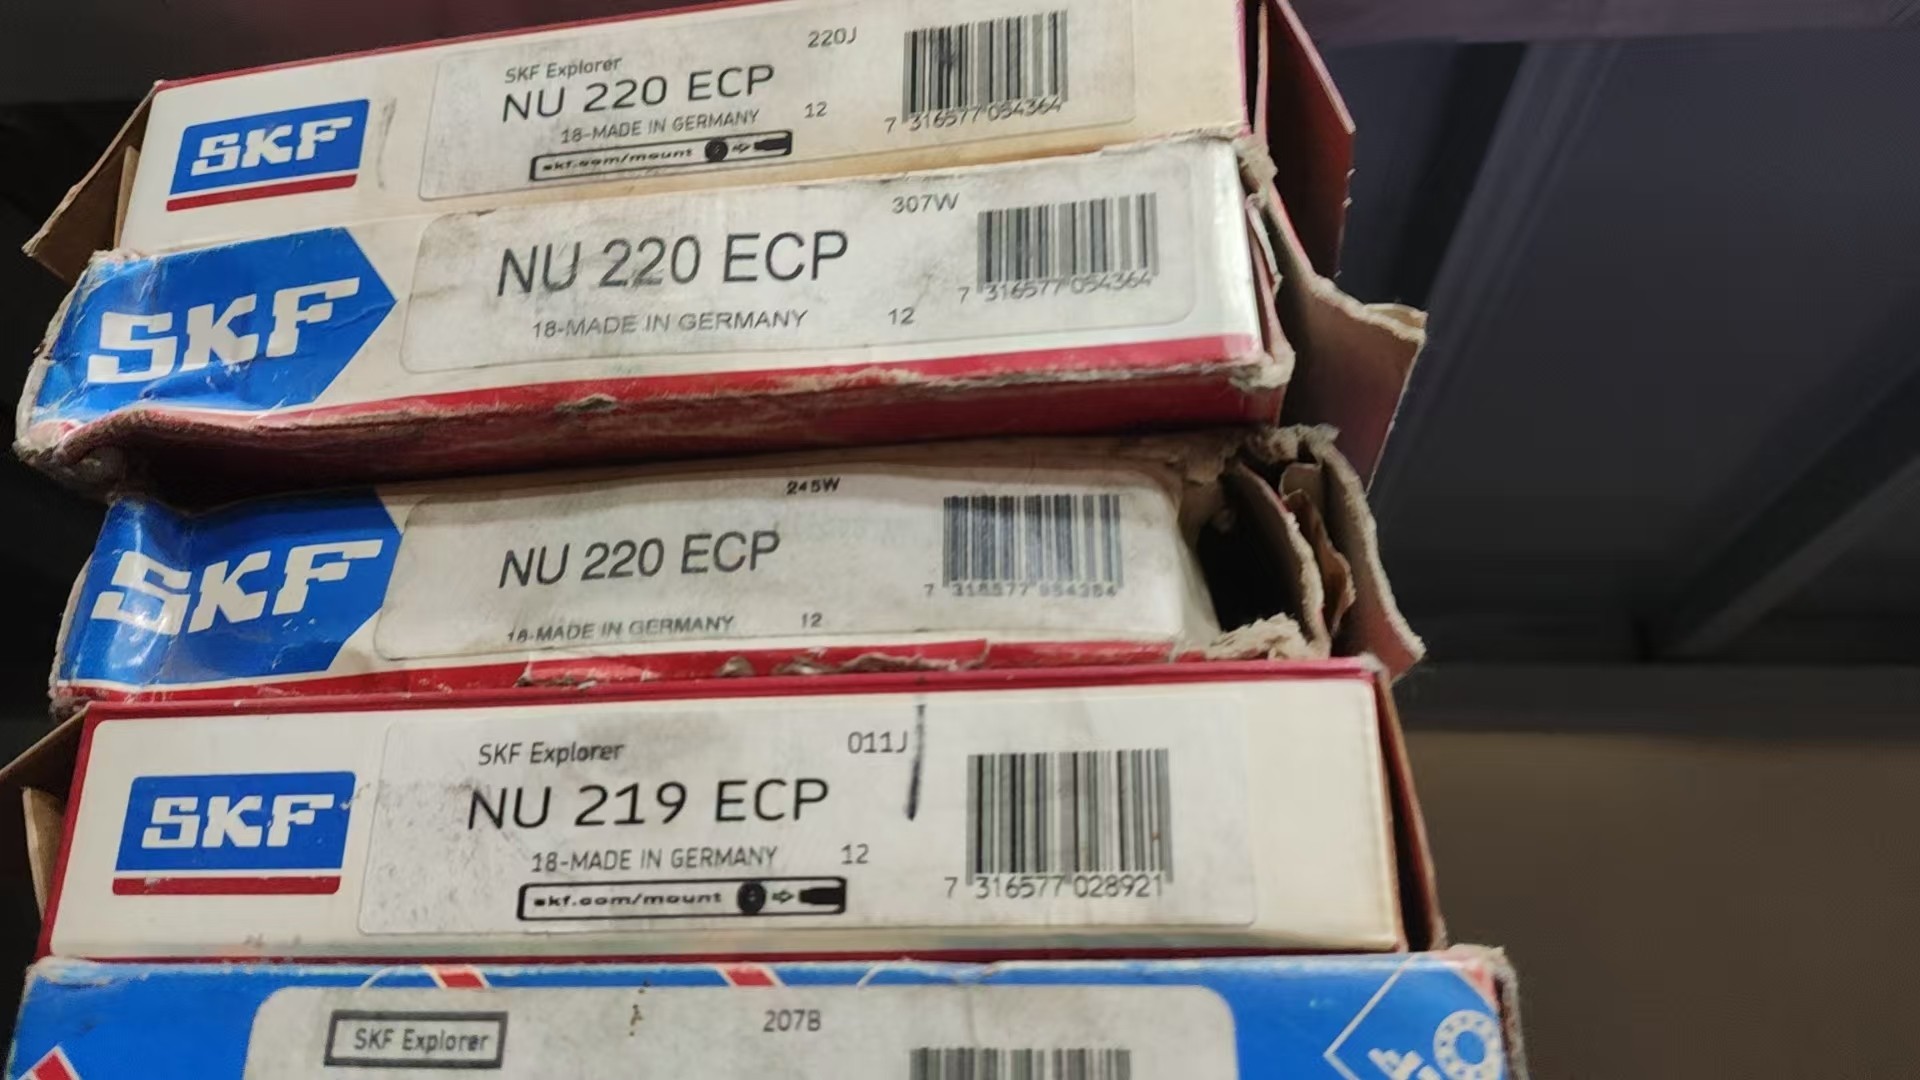 220J
SKF Explorer
NU 220 ECP
18-MADE IN GERMANY 12
skf.com/mount
7 316577 054364
SKF
307W
NU 220 ECP
18-MADE IN GERMANY 12
7 316577 054364
SKF
245W
NU 220 ECP
18-MADE IN GERMANY 12
7 316577 054364
SKF
SKF Explorer 011J
NU 219 ECP
18-MADE IN GERMANY 12
skf.com/mount
7 316577 028921
SKF
SKF Explorer 207B